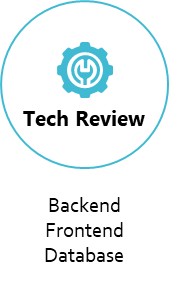 Tech Review
Backend
Frontend
Database